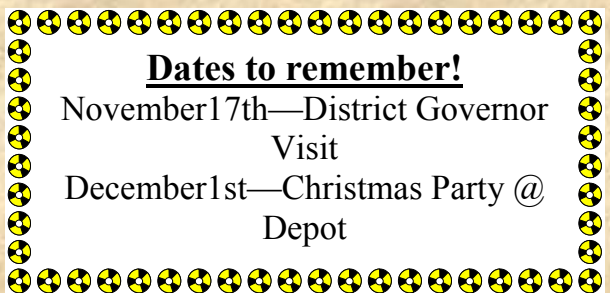 Dates to remember!
November17th—District Governor
Visit
December1st—Christmas Party @
Depot